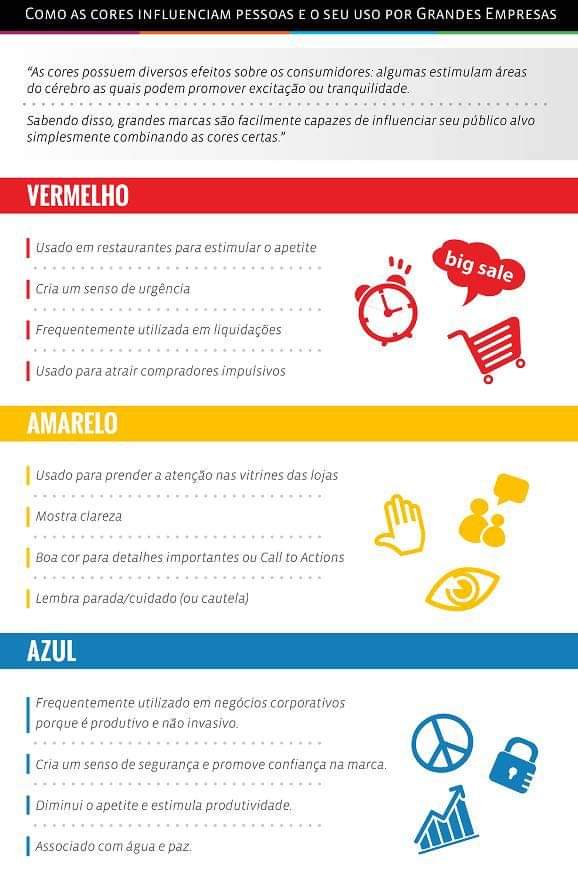 COMO AS CORES INFLUENCIAM PESSOAS E O SEU USO POR GRANDES EMPRESAS
"As cores possuem diversos efeitos sobre os consumidores: algumas estimulam áreas
do cérebro as quais podem promover excitação ou tranquilidade.
Sabendo disso, grandes marcas são facilmente capazes de influenciar seu público alvo
simplesmente combinando as cores certas."
VERMELHO
Usado em restaurantes para estimular o apetite
Cria um senso de urgência
Frequentemente utilizada em liquidações
Usado para atrair compradores impulsivos
big sale
AMARELO
Usado para prender a atenção nas vitrines das lojas
Mostra clareza
Boa cor para detalhes importantes ou Call to Actions
Lembra parada/cuidado (ou cautela)
AZUL
Frequentemente utilizado em negócios corporativos
porque é produtivo e não invasivo.
Cria um senso de segurança e promove confiança na marca.
Diminui o apetite e estimula produtividade.
Associado com água e paz.